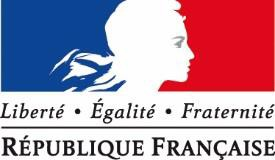 Liberté • Égalité • Fraternité
RÉPUBLIQUE FRANÇAISE